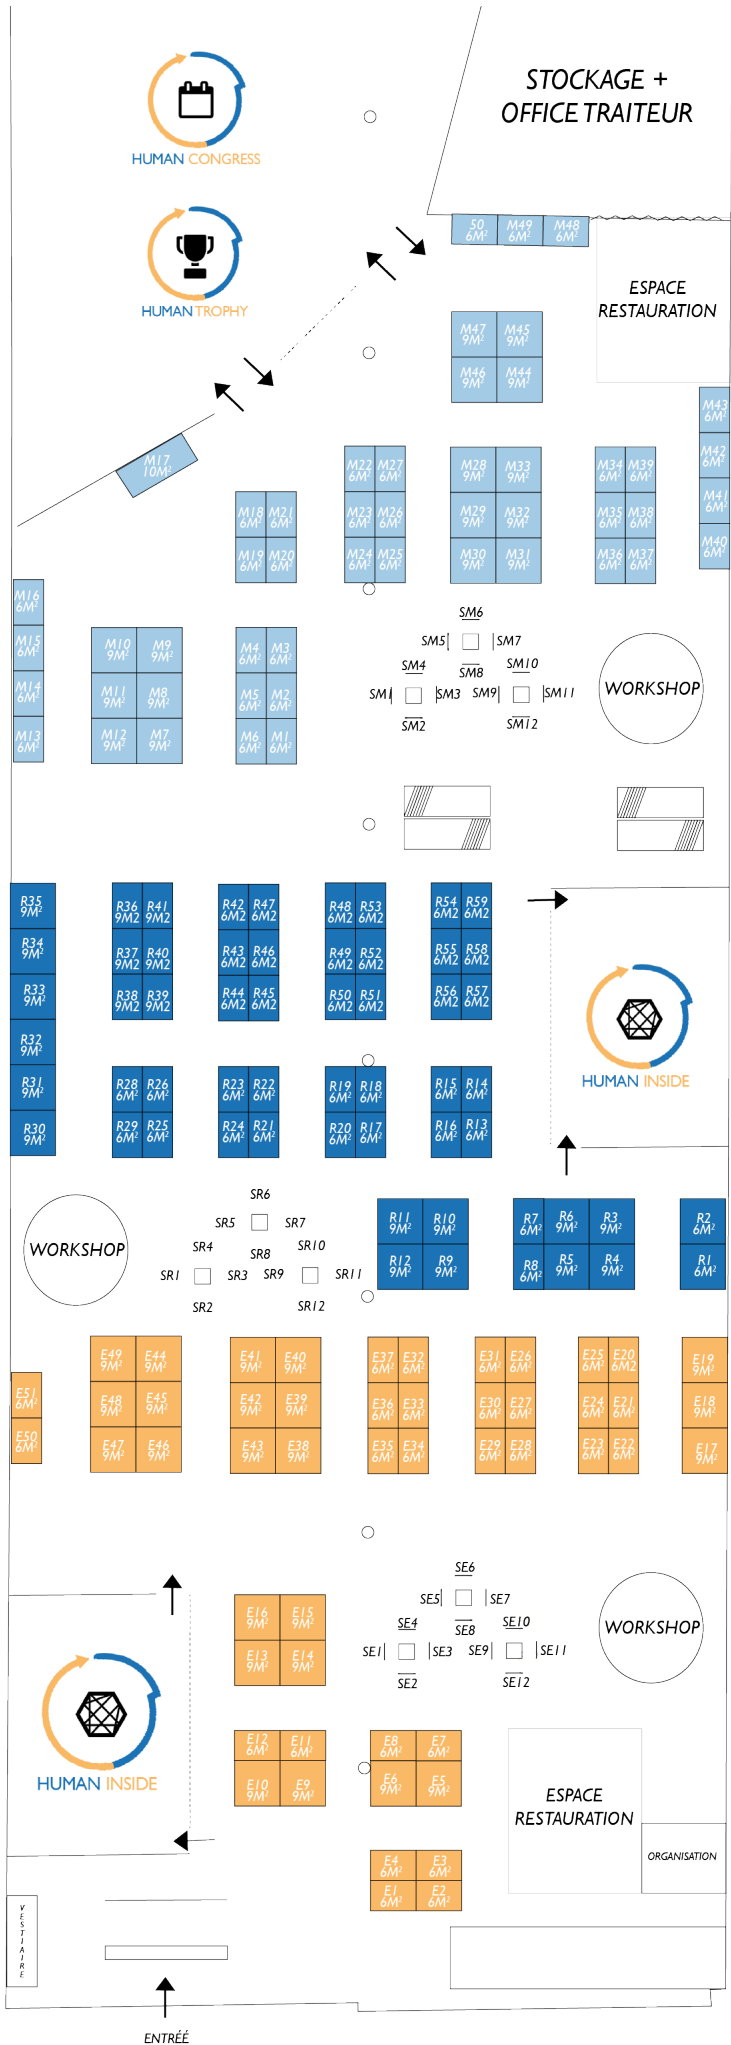 STOCKAGE +
OFFICE TRAITEUR
HUMAN CONGRESS
HUMAN TROPHY
50
6M²
M49
6M²
M48
6M²
ESPACE
RESTAURATION
M47
9M²
M45
9M²
M46
9M²
M44
9M²
M43
6M²
M42
6M²
M41
6M²
M40
6M²
M17
10M²
M22
6M²
M27
6M²
M23
6M²
M26
6M²
M24
6M²
M25
6M²
M28
9M²
M33
9M²
M29
9M²
M32
9M²
M30
9M²
M31
9M²
M34
6M²
M39
6M²
M35
6M²
M38
6M²
M36
6M²
M37
6M²
M18
6M²
M21
6M²
M19
6M²
M20
6M²
M16
6M²
M15
6M²
M14
6M²
M13
6M²
M10
9M²
M9
9M²
M11
9M²
M8
9M²
M12
9M²
M7
9M²
M4
6M²
M3
6M²
M5
6M²
M2
6M²
M6
6M²
M1
6M²
SM6
SM5
SM7
SM4
SM8
SM10
SM1
SM3
SM9
SM11
SM2
SM12
WORKSHOP
R35
9M²
R34
9M²
R33
9M²
R32
9M²
R31
9M²
R30
9M²
R36
9M2
R41
9M2
R37
9M2
R40
9M2
R38
9M2
R39
9M2
R42
6M2
R47
6M2
R43
6M2
R46
6M2
R44
6M2
R45
6M2
R48
6M2
R53
6M2
R49
6M2
R52
6M2
R50
6M2
R51
6M2
R54
6M2
R59
6M2
R55
6M2
R58
6M2
R56
6M2
R57
6M2
HUMAN INSIDE
R28
6M²
R26
6M²
R29
6M²
R25
6M²
R23
6M²
R22
6M²
R24
6M²
R21
6M²
R19
6M²
R18
6M²
R20
6M²
R17
6M²
R15
6M²
R14
6M²
R16
6M²
R13
6M²
WORKSHOP
SR6
SR5
SR7
SR4
SR8
SR10
SR1
SR3
SR9
SR11
SR2
SR12
R11
9M²
R10
9M²
R12
9M²
R9
9M²
R7
6M²
R6
9M²
R3
9M²
R8
6M²
R5
9M²
R4
9M²
R2
6M²
R1
6M²
E51
6M²
E50
6M²
E49
9M²
E44
9M²
E48
9M²
E45
9M²
E47
9M²
E46
9M²
E41
9M²
E40
9M²
E42
9M²
E39
9M²
E43
9M²
E38
9M²
E37
6M²
E32
6M²
E36
6M²
E33
6M²
E35
6M²
E34
6M²
E31
6M²
E26
6M²
E30
6M²
E27
6M²
E29
6M²
E28
6M²
E25
6M²
E20
6M2
E24
6M²
E21
6M²
E23
6M²
E22
6M²
E19
9M²
E18
9M²
E17
9M²
E16
9M²
E15
9M²
E13
9M²
E14
9M²
SE6
SE5
SE7
SE4
SE8
SE10
SE1
SE3
SE9
SE11
SE2
SE12
WORKSHOP
HUMAN INSIDE
E12
6M²
E11
6M²
E10
9M²
E9
9M²
E8
6M²
E7
6M²
E6
9M²
E5
9M²
ESPACE
RESTAURATION
ORGANISATION
E4
6M²
E3
6M²
E1
6M²
E2
6M²
VESTIAIRE
ENTRÉÉ